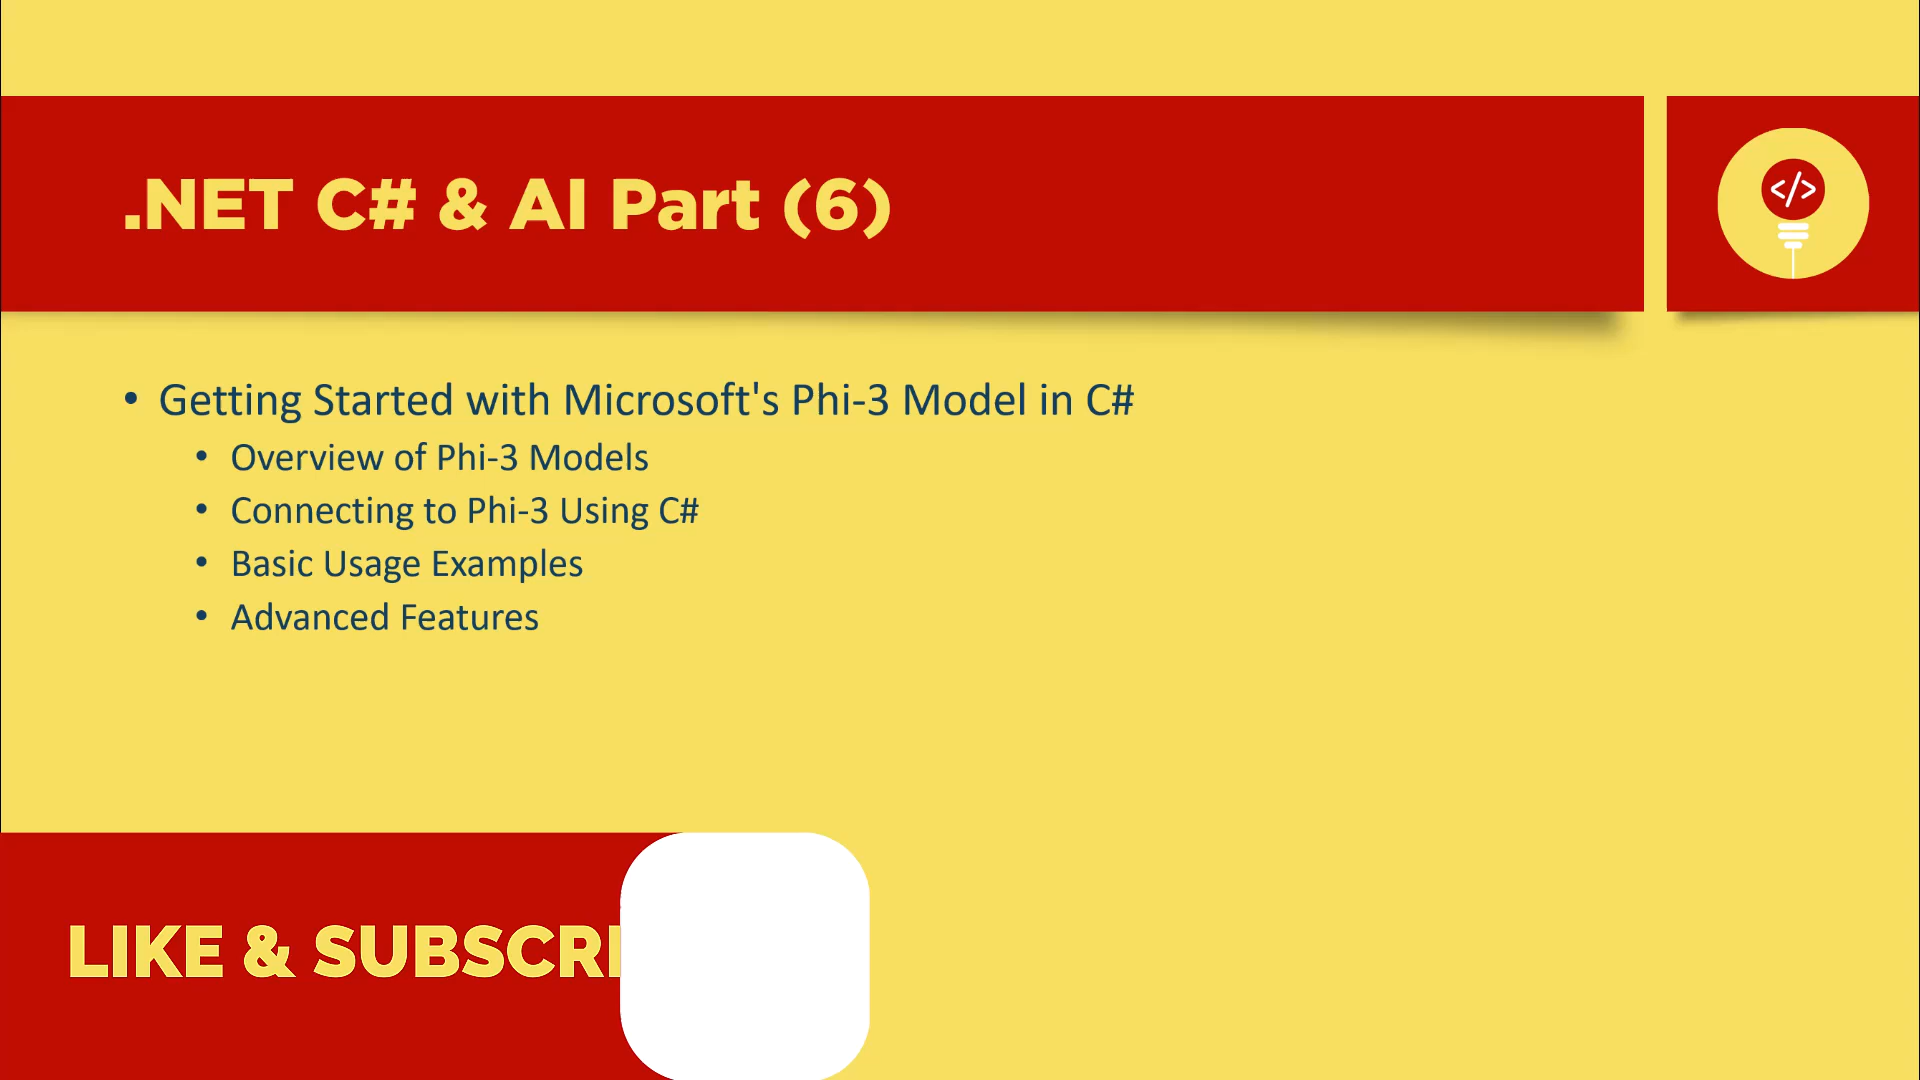 .NET C# & AI Part (6)
</>
• Getting Started with Microsoft's Phi-3 Model in C#
• Overview of Phi-3 Models
• Connecting to Phi-3 Using C#
• Basic Usage Examples
• Advanced Features
LIKE & SUBSCRI